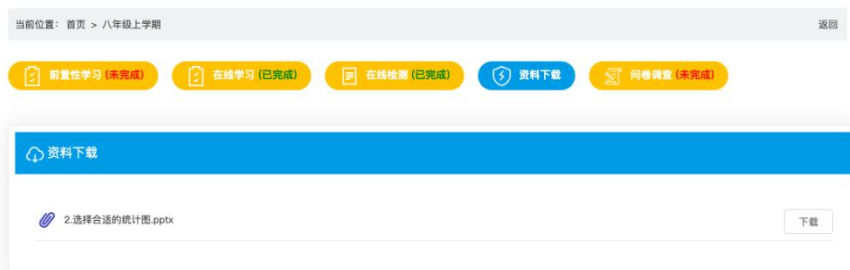 当前位置： 首页 > 八年级上学期 返回
前置性学习 (未完成) 在线学习 (已完成) 在线检测 (已完成) 资料下载 问卷调查 (未完成)
资料下载
2.选择合适的统计图.pptx 下载